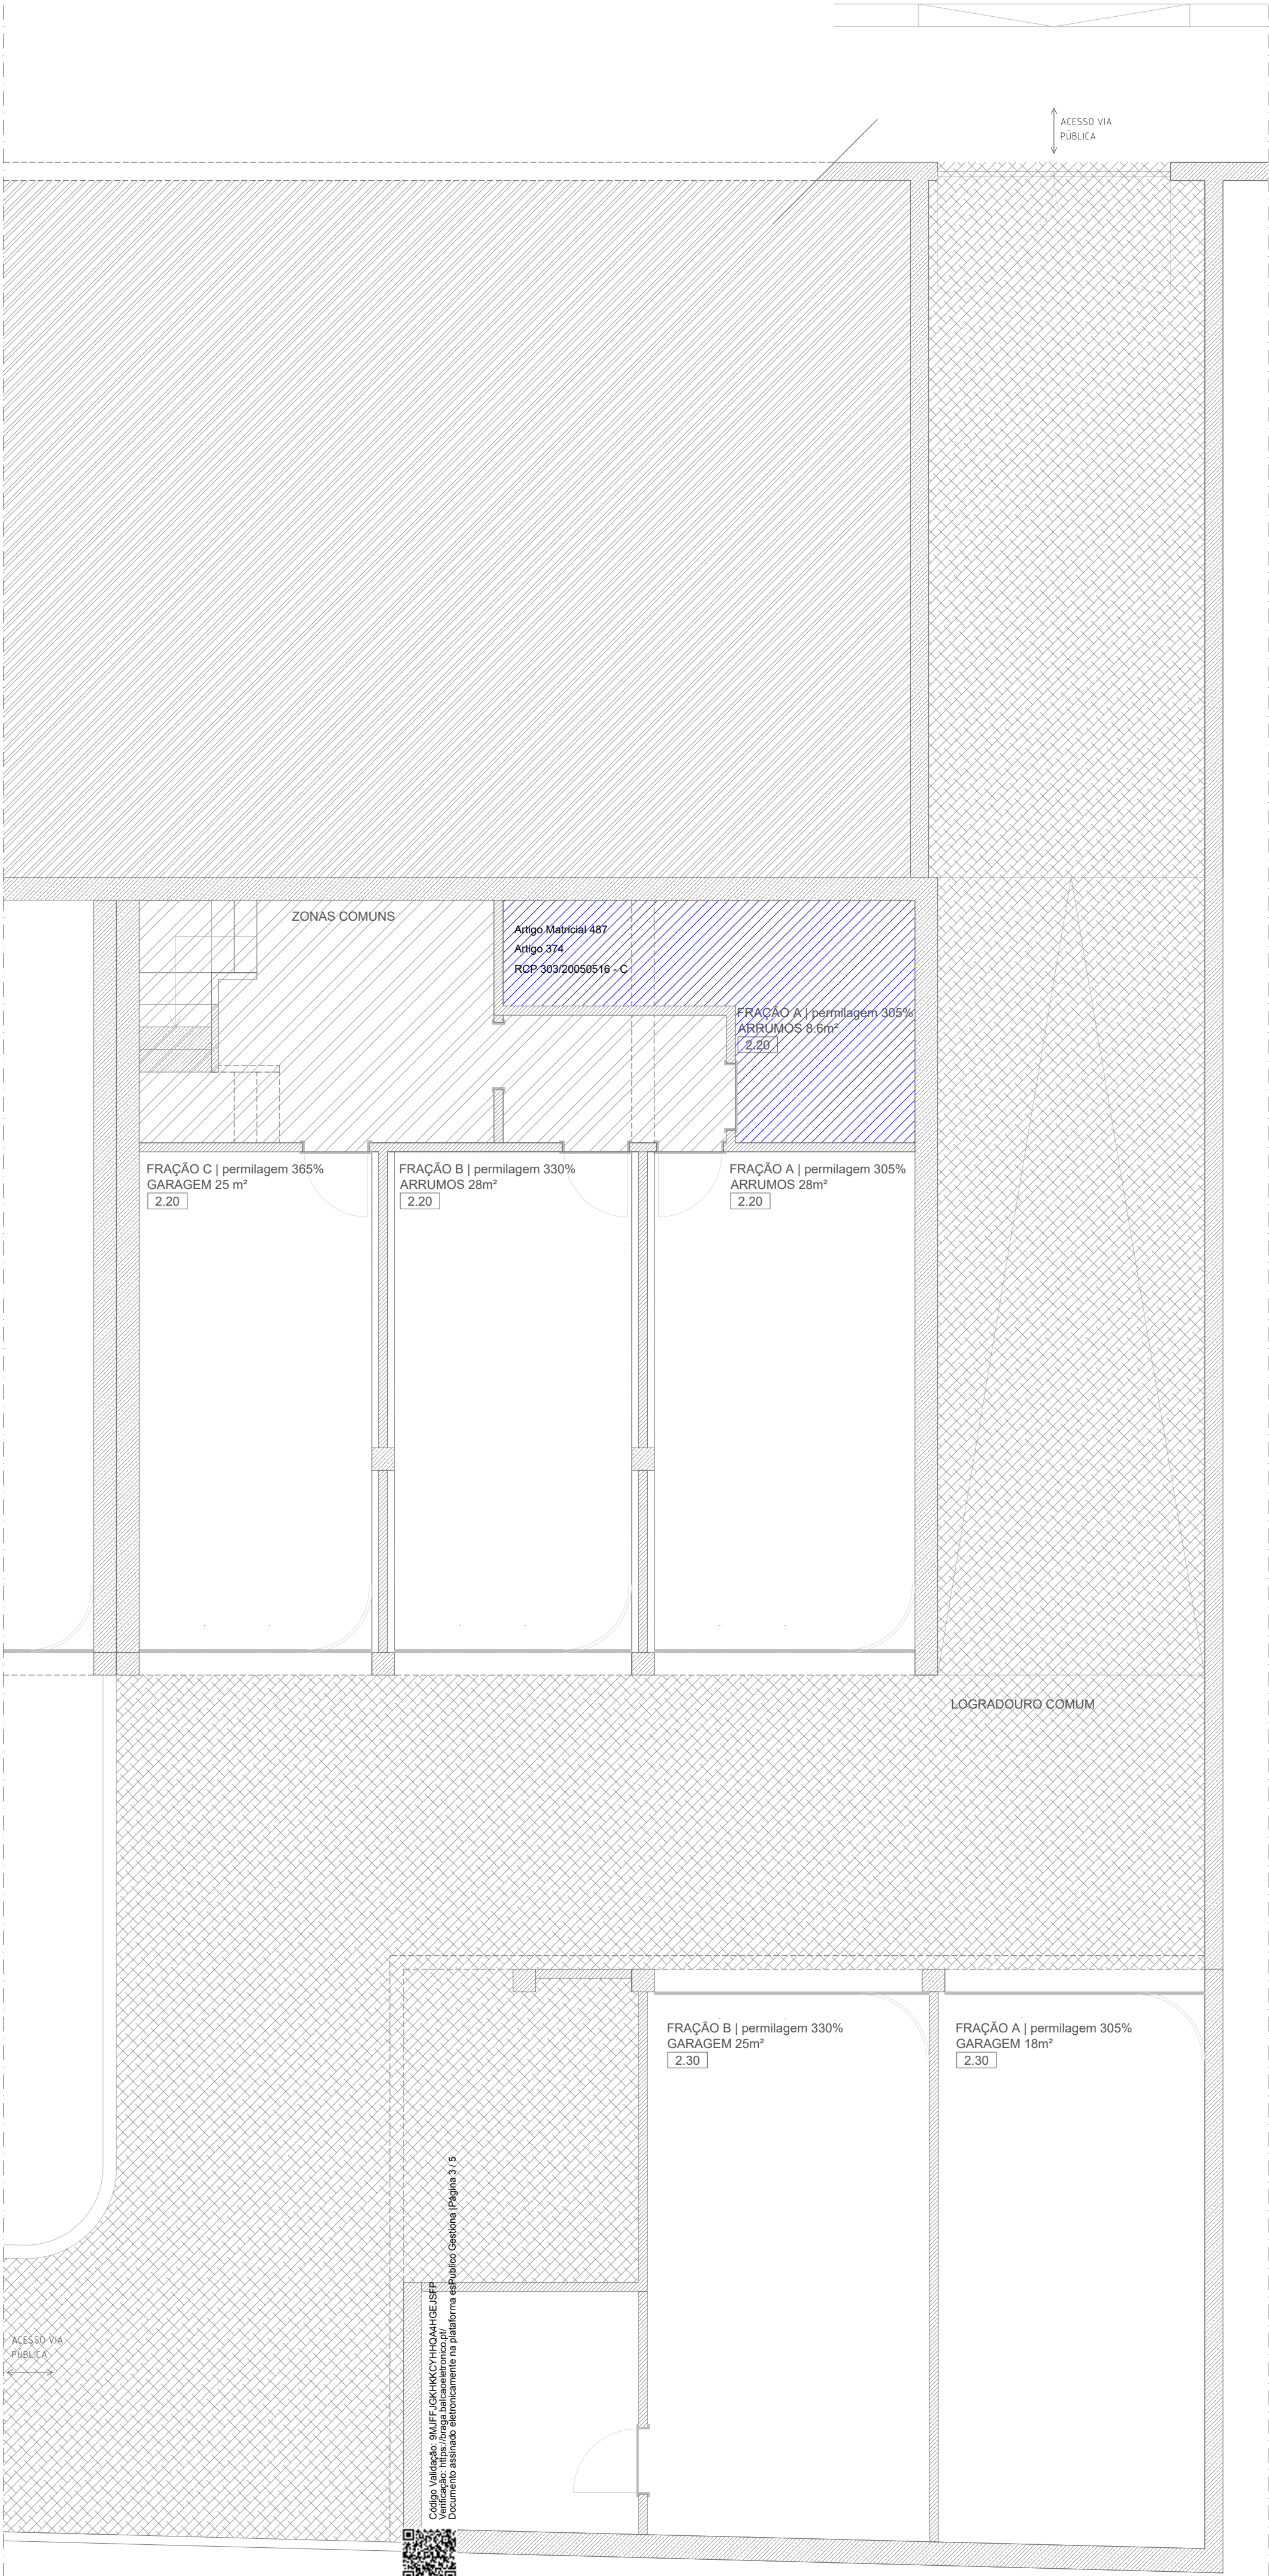 ACESSO VIA
PÚBLICA
ZONAS COMUNS
Artigo Matricial 487
Artigo 374
RCP 303/20050516 - C
FRAÇÃO A | permilagem 305%
ARRUMOS 8.6m²
2.20
FRAÇÃO C | permilagem 365%
GARAGEM 25 m²
2.20
FRAÇÃO B | permilagem 330%
ARRUMOS 28m²
2.20
FRAÇÃO A | permilagem 305%
ARRUMOS 28m²
2.20
LOGRADOURO COMUM
FRAÇÃO B | permilagem 330%
GARAGEM 25m²
2.30
FRAÇÃO A | permilagem 305%
GARAGEM 18m²
2.30
ACESSO VIA
PÚBLICA
Código Validação: 9MJFFJGKHKKCYHHQA4HGEJSFP
Verificação: https://braga.balcaoeletronico.pt/
Documento assinado eletronicamente na plataforma esPublico Gestiona | Página 3 / 5